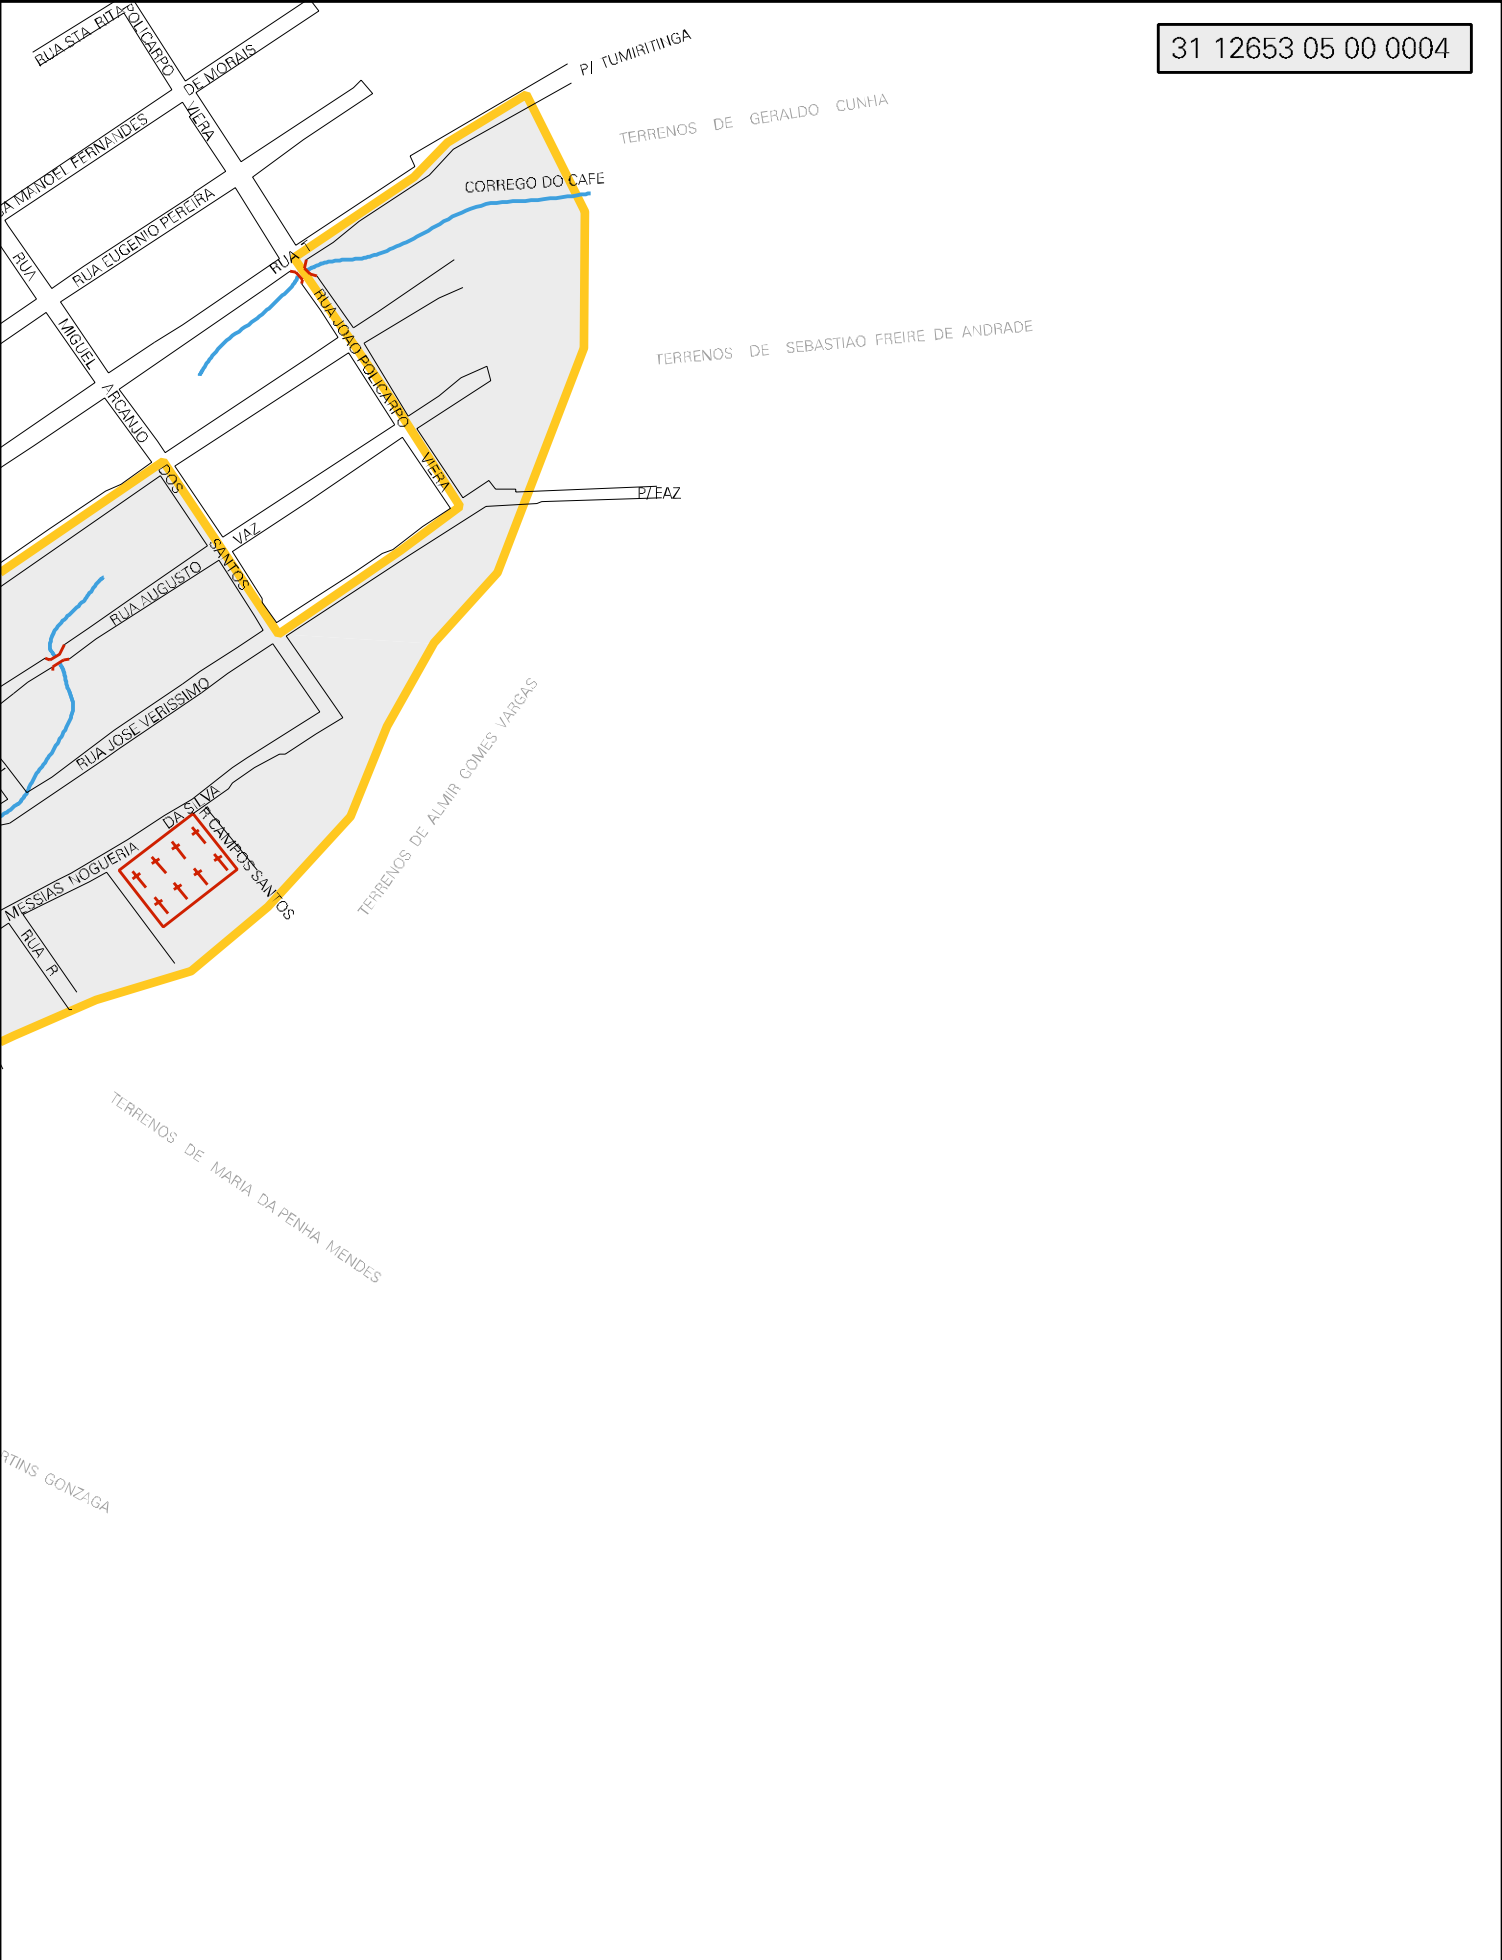 31 12653 05 00 0004
RUA STA RITA
POLICARPO
VIERA
DE MORAIS
P/ TUMIRITINGA
TERRENOS DE GERALDO CUNHA
MANOEL FERNANDES
CORREGO DO CAFE
RUA EUGENIO PEREIRA
RUA
MIGUEL
ARCANJO
DOS
SANTOS
RUA T
RUA JOAO POLICARPO
VIERA
TERRENOS DE SEBASTIAO FREIRE DE ANDRADE
P/ FAZ
RUA AUGUSTO
VAZ
RUA JOSE VERISSIMO
TERRENOS DE ALMIR GOMES VARGAS
MESSIAS NOGUERIA
DA SILVA
R CAMPOS SANTOS
RUA R
TERRENOS DE MARIA DA PENHA MENDES
RTINS GONZAGA